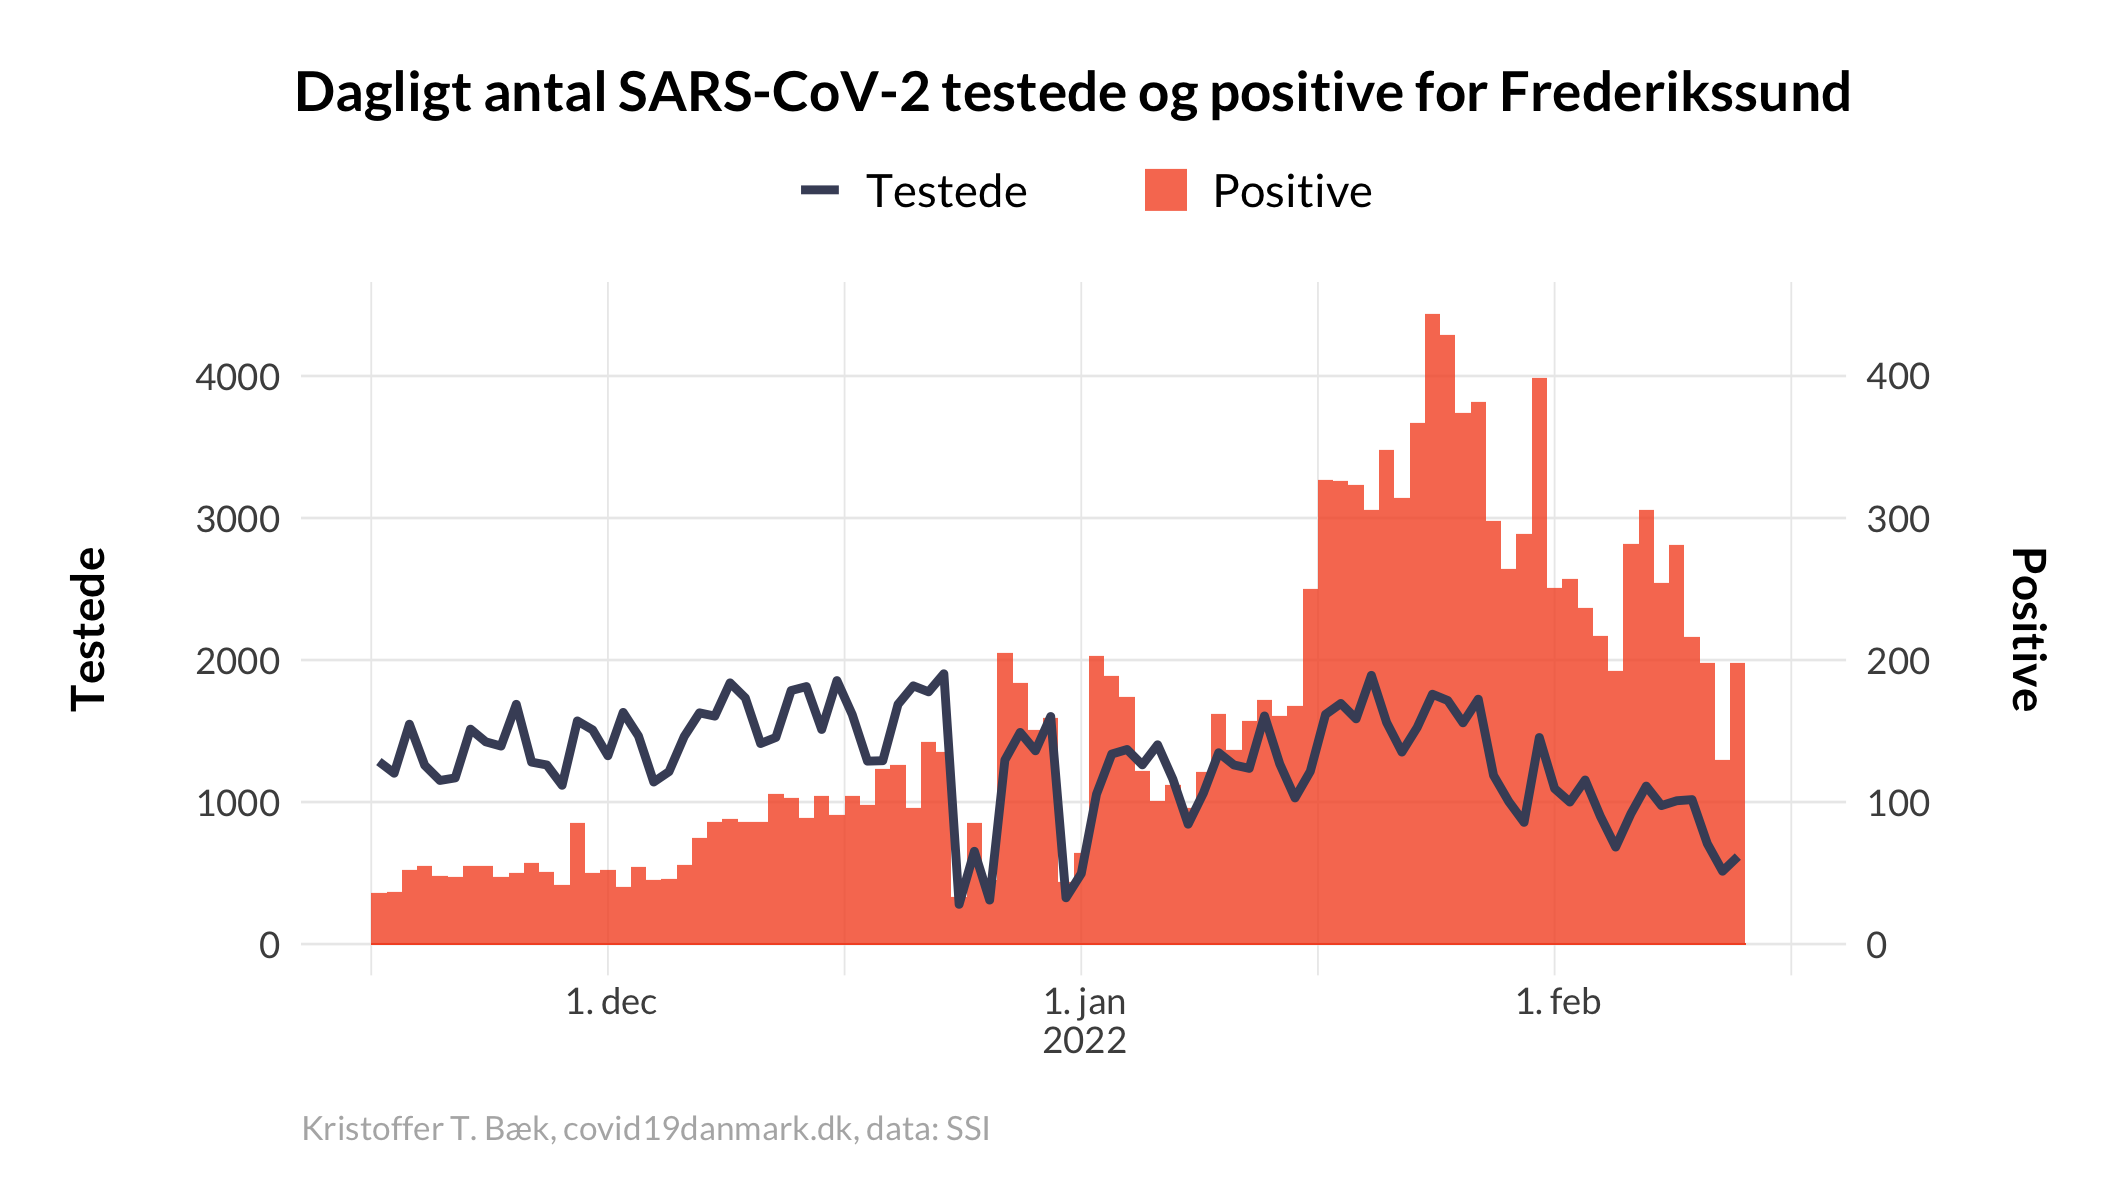 Dagligt antal SARS-CoV-2 testede og positive for Frederikssund
Testede
Positive
Testede
4000
3000
2000
1000
0
400
300
200
100
0
Positive
1. dec
1. jan
2022
1. feb
Kristoffer T. Bæk, covid19danmark.dk, data: SSI